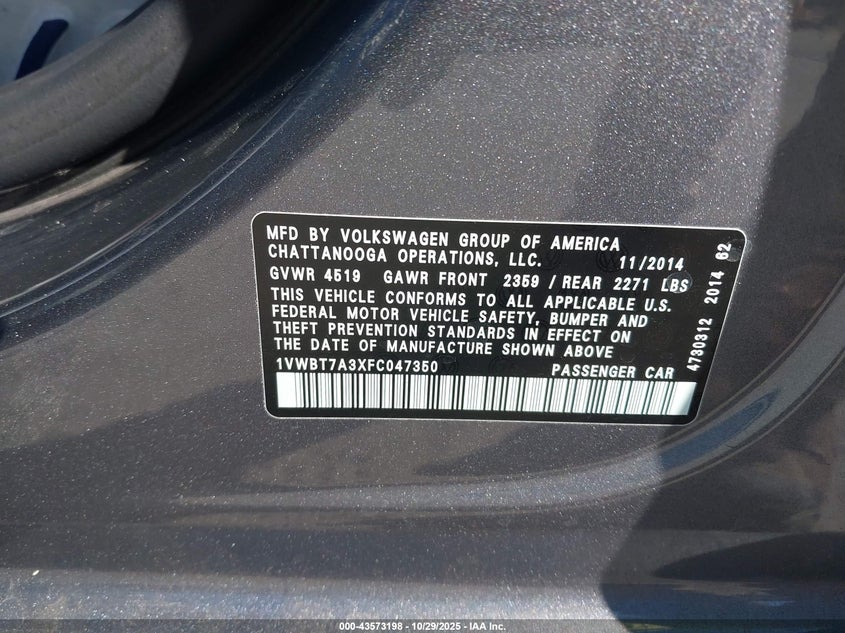 MFD BY VOLKSWAGEN GROUP OF AMERICA
CHATTANOOGA OPERATIONS, LLC. 11/2014
GVWR 4519 GAWR FRONT 2359 / REAR 2271 LBS
THIS VEHICLE CONFORMS TO ALL APPLICABLE U.S.
FEDERAL MOTOR VEHICLE SAFETY, BUMPER AND
THEFT PREVENTION STANDARDS IN EFFECT ON
THE DATE OF MANUFACTURE SHOWN ABOVE
1VWBT7A3XFC047350 PASSENGER CAR
4730312 2014 62
000-43573198 - 10/29/2025 - IAA Inc.